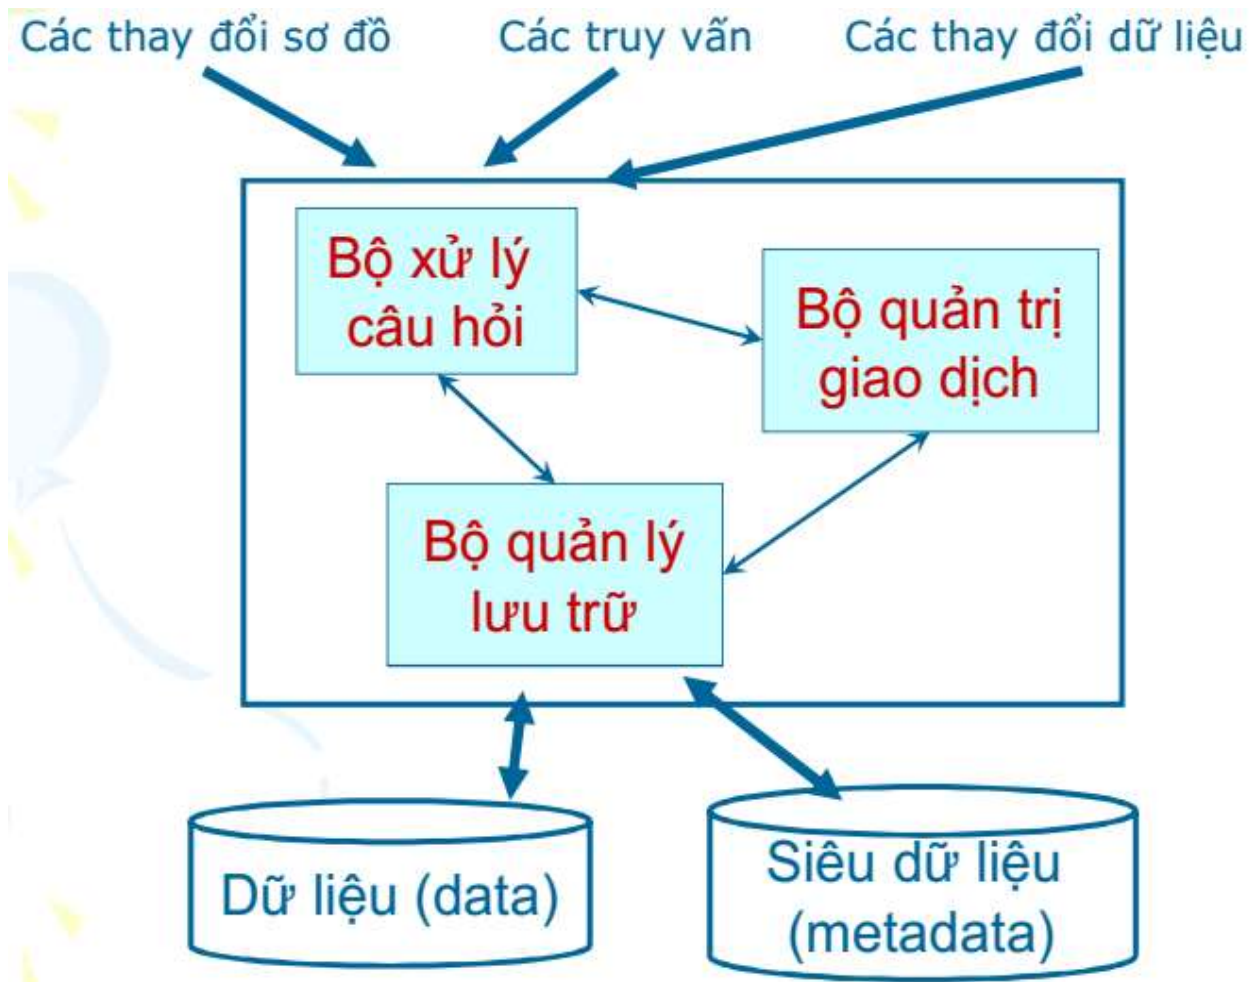 Các thay đổi sơ đồ
Các truy vấn
Các thay đổi dữ liệu
Bộ xử lý
câu hỏi
Bộ quản trị
giao dịch
Bộ quản lý
lưu trữ
Dữ liệu (data)
Siêu dữ liệu
(metadata)